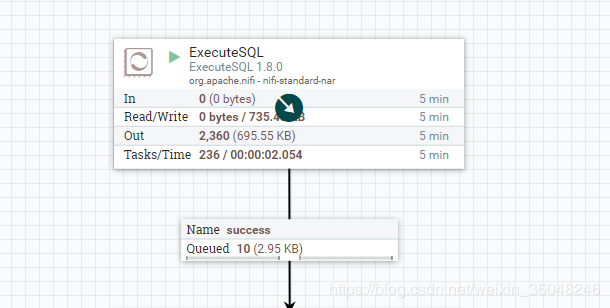 ExecuteSQL
ExecuteSQL 1.8.0
org.apache.nifi - nifi-standard-nar
In 0 (0 bytes) 5 min
Read/Write 0 bytes / 735.4 KB 5 min
Out 2,360 (695.55 KB) 5 min
Tasks/Time 236 / 00:00:02.054 5 min
Name success
Queued 10 (2.95 KB)
https://blog.csdn.net/weixin_36048246